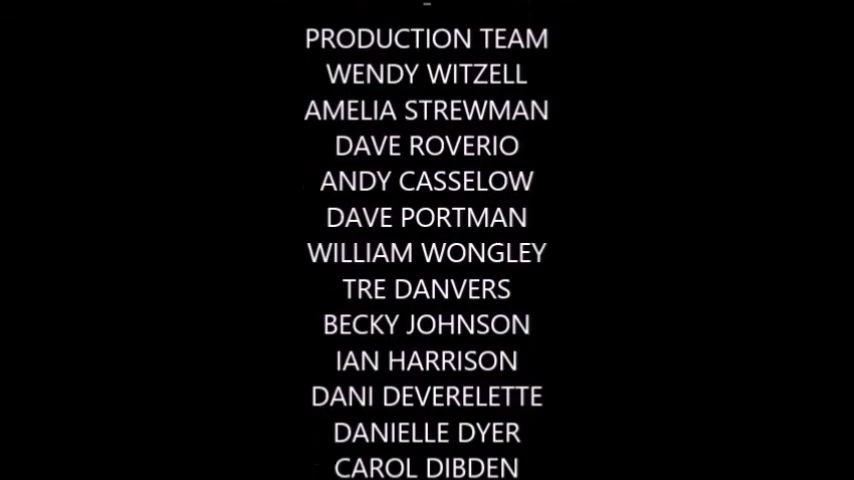 PRODUCTION TEAM
WENDY WITZELL
AMELIA STREWMAN
DAVE ROVERIO
ANDY CASSELOW
DAVE PORTMAN
WILLIAM WONGLEY
TRE DANVERS
BECKY JOHNSON
IAN HARRISON
DANI DEVERELETTE
DANIELLE DYER
CAROL DIBDEN